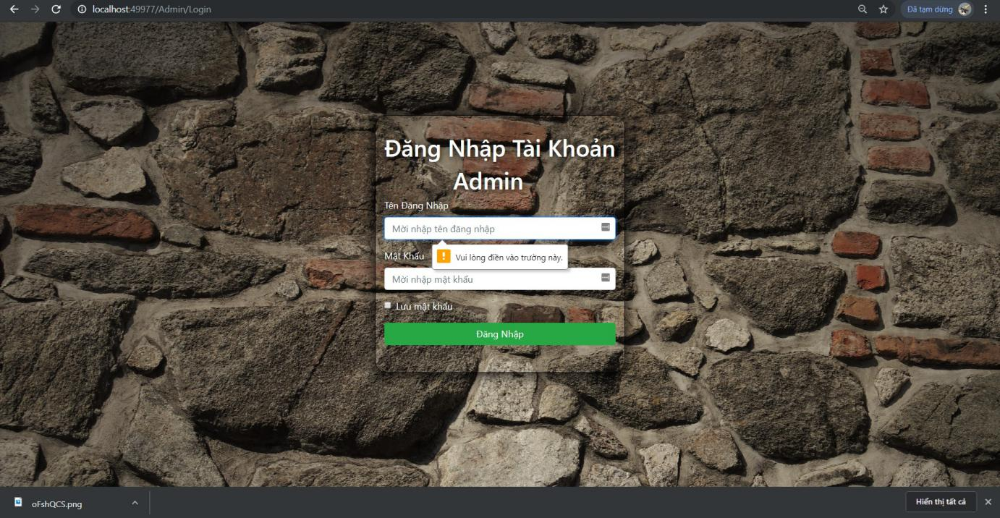 localhost:49977/Admin/Login
Đã tạm dừng
Đăng Nhập Tài Khoản
Admin
Tên Đăng Nhập
Mời nhập tên đăng nhập
Mật Khẩu
Vui lòng điền vào trường này.
Mời nhập mật khẩu
Lưu mật khẩu
Đăng Nhập
oFshQCS.png
Hiển thị tất cả